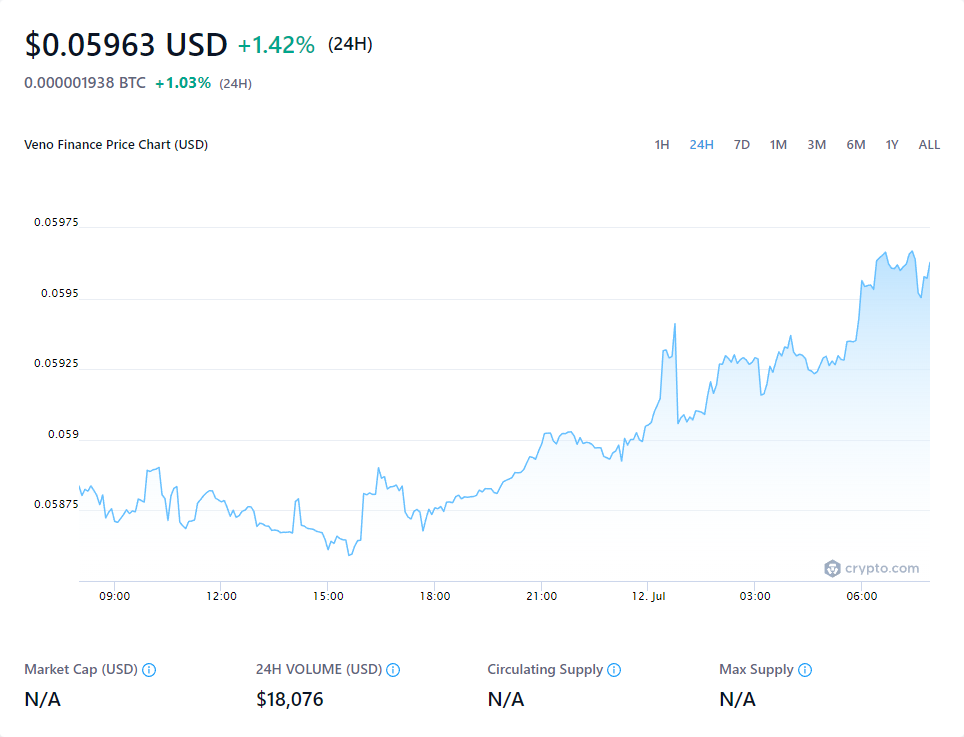 $0.05963 USD +1.42% (24H)
0.000001938 BTC +1.03% (24H)
Veno Finance Price Chart (USD) 1H 24H 7D 1M 3M 6M 1Y ALL
0.05975
0.0595
0.05925
0.059
0.05875
crypto.com
09:00 12:00 15:00 18:00 21:00 12. Jul 03:00 06:00
Market Cap (USD) 24H VOLUME (USD) Circulating Supply Max Supply
N/A $18,076 N/A N/A